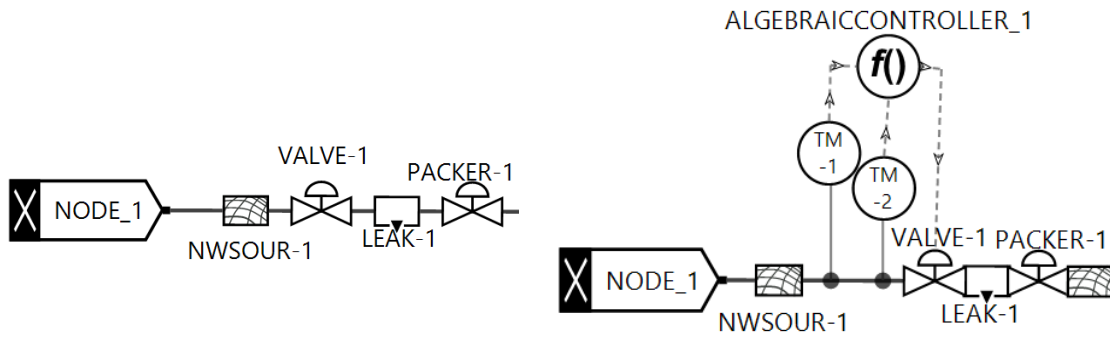 VALVE-1
PACKER-1
NODE_1
NWSOUR-1
LEAK-1
ALGEBRAICCONTROLLER_1
f()
TM
-1
TM
-2
VALVE-1
PACKER-1
NODE_1
NWSOUR-1
LEAK-1